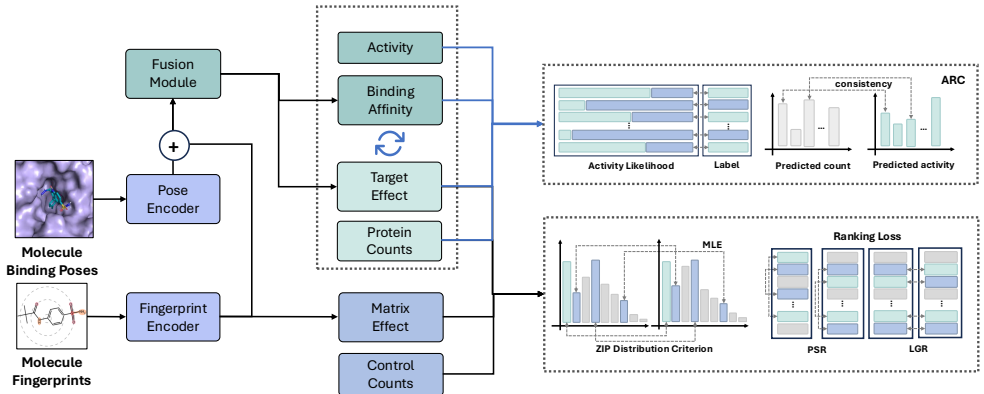 Fusion
Module
+
Pose
Encoder
Molecule
Binding Poses
Fingerprint
Encoder
Molecule
Fingerprints
Activity
Binding
Affinity
Target
Effect
Protein
Counts
Matrix
Effect
Control
Counts
ARC
consistency
...
...
Activity Likelihood
Label
Predicted count
Predicted activity
MLE
...
...
ZIP Distribution Criterion
Ranking Loss
PSR
LGR